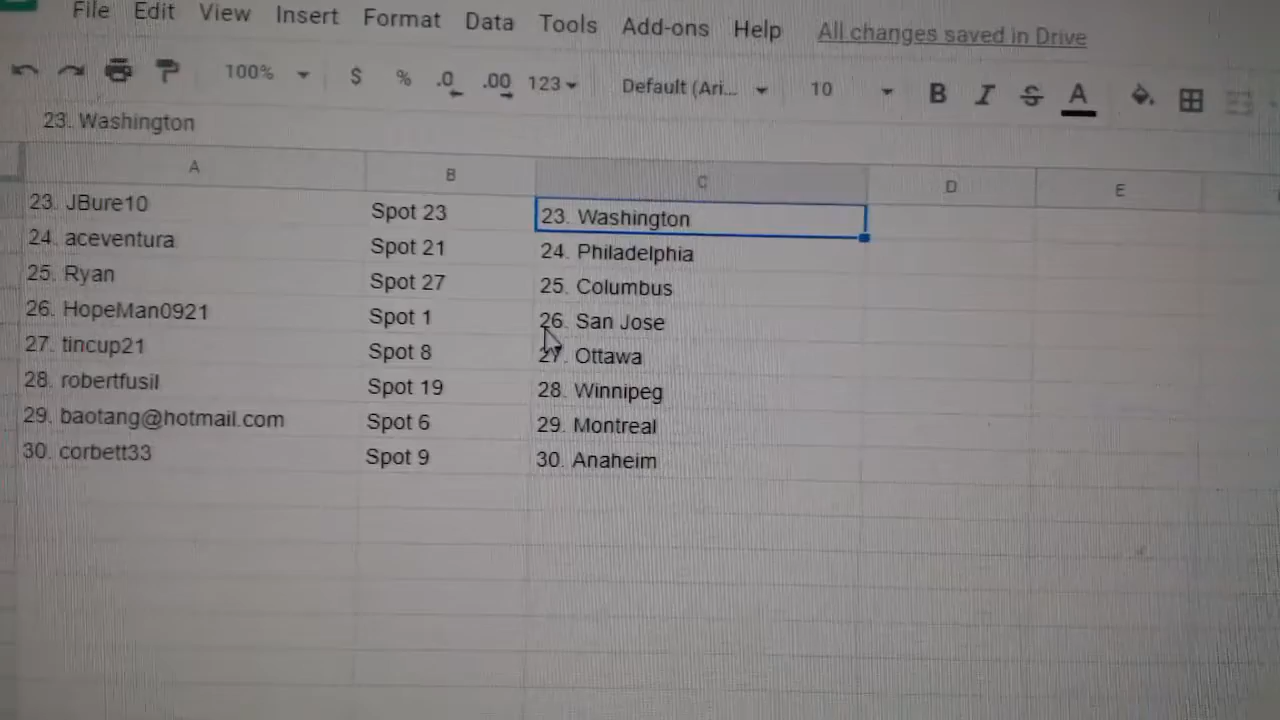 File Edit View Insert Format Data Tools Add-ons Help All changes saved in Drive
100% $ % .0 .00 123 Default (Ari... 10 B I S A
23. Washington
A B C D E
23. JBure10 Spot 23 23. Washington
24. aceventura Spot 21 24. Philadelphia
25. Ryan Spot 27 25. Columbus
26. HopeMan0921 Spot 1 26. San Jose
27. tincup21 Spot 8 27. Ottawa
28. robertfusil Spot 19 28. Winnipeg
29. baotang@hotmail.com Spot 6 29. Montreal
30. corbett33 Spot 9 30. Anaheim